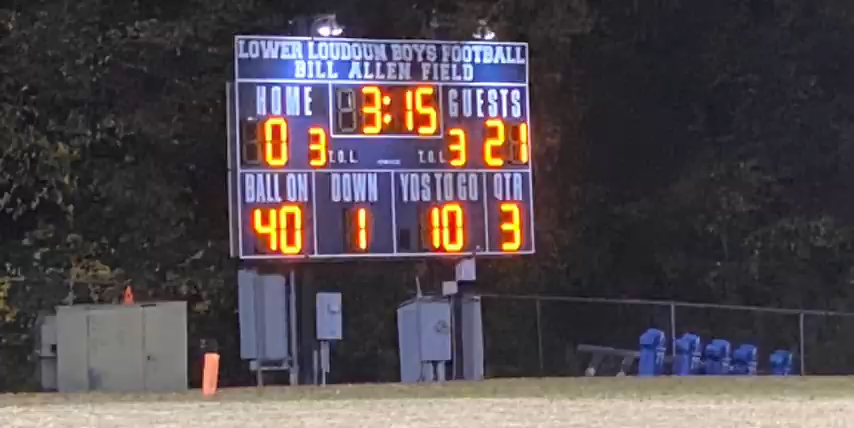 LOWER LOUDOUN BOYS FOOTBALL
BILL ALLEN FIELD
HOME 3:15 GUESTS
0 3 T.O.L. T.O.L. 3 21
BALL ON DOWN YDS TO GO QTR
40 1 10 3